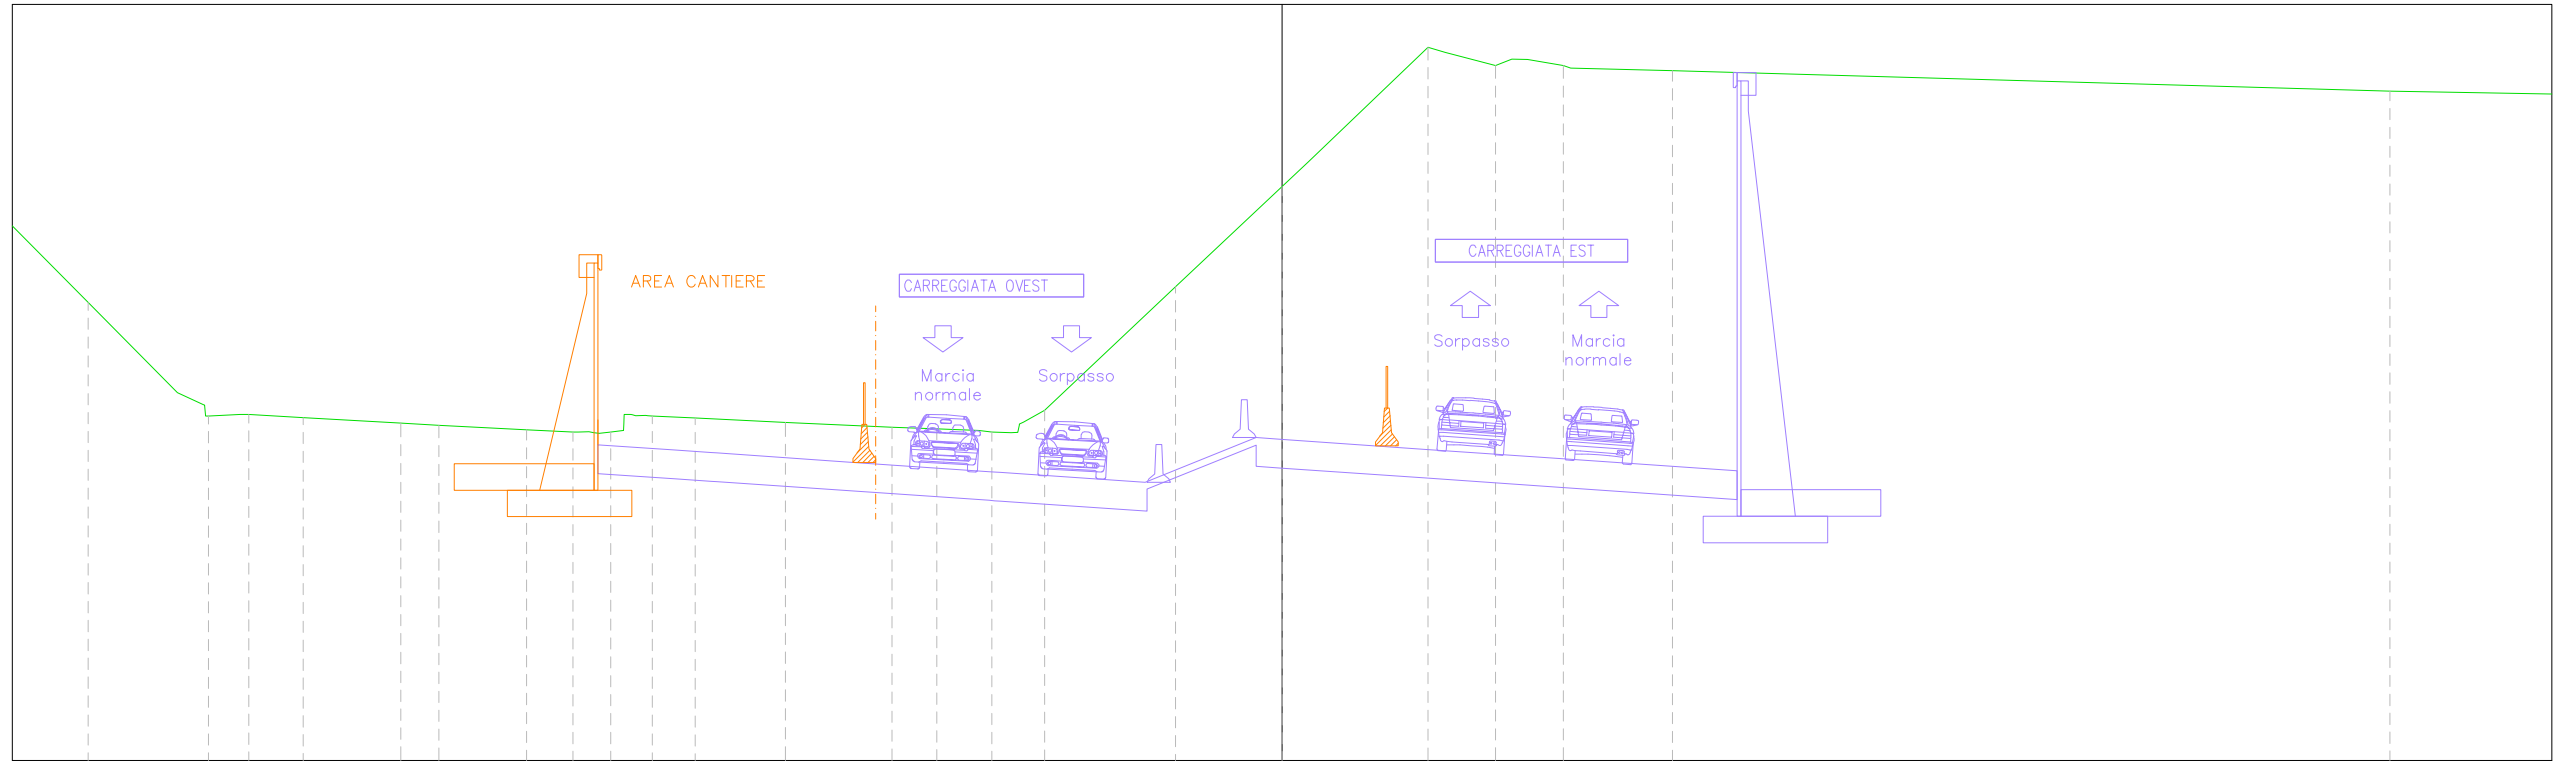 AREA CANTIERE
CARREGGIATA OVEST
Marcia
normale
Sorpasso
CARREGGIATA EST
Sorpasso
Marcia
normale